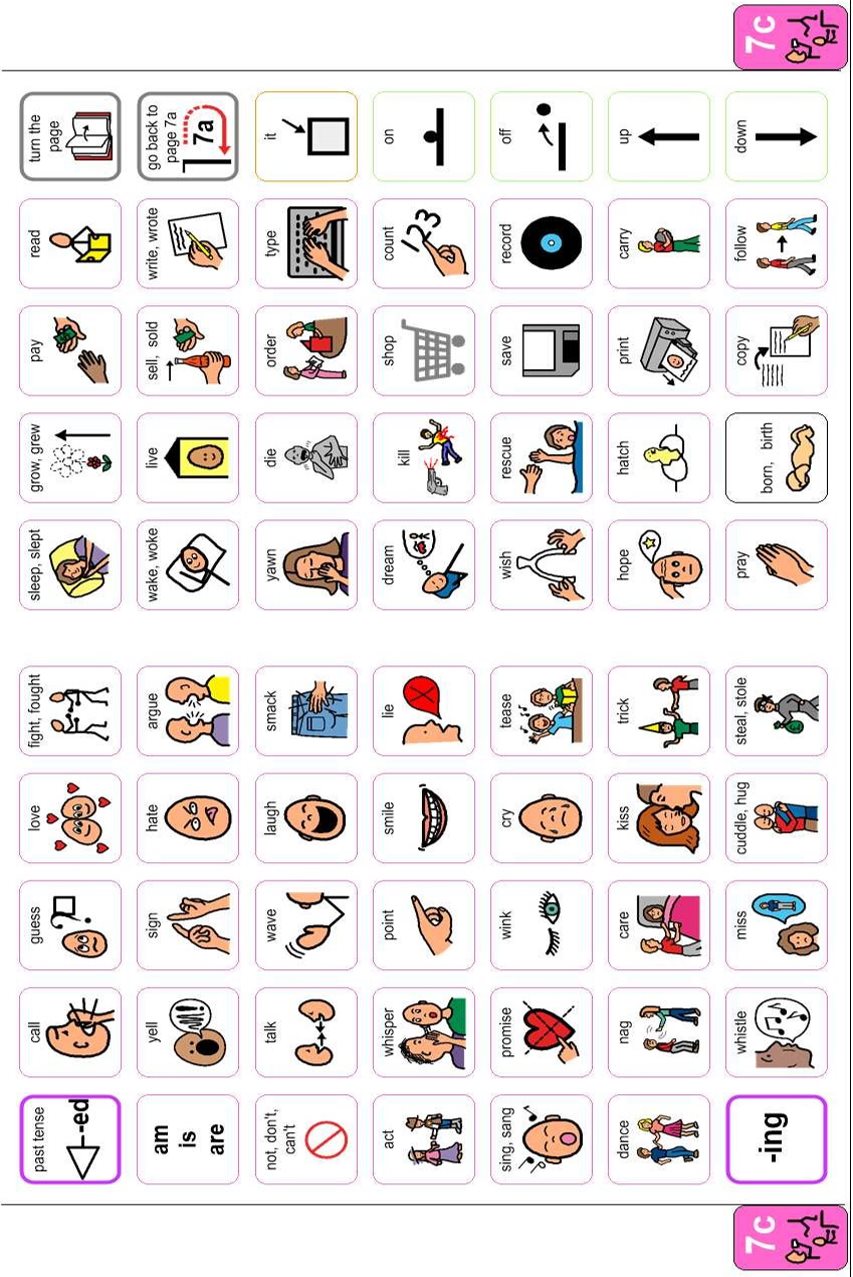 past tense
-ed
call
guess
love
fight, fought
sleep, slept
grow, grew
pay
read
turn the
page
am
is
are
yell
sign
hate
argue
wake, woke
live
sell, sold
write, wrote
go back to
page 7a
7a
not, don't,
can't
talk
wave
laugh
smack
yawn
die
order
type
it
act
whisper
point
smile
lie
dream
kill
shop
count
123
on
sing, sang
promise
wink
cry
tease
wish
rescue
save
record
off
dance
nag
care
kiss
trick
hope
hatch
print
carry
up
7c
-ing
whistle
miss
cuddle, hug
steal, stole
pray
born, birth
copy
follow
down
7c